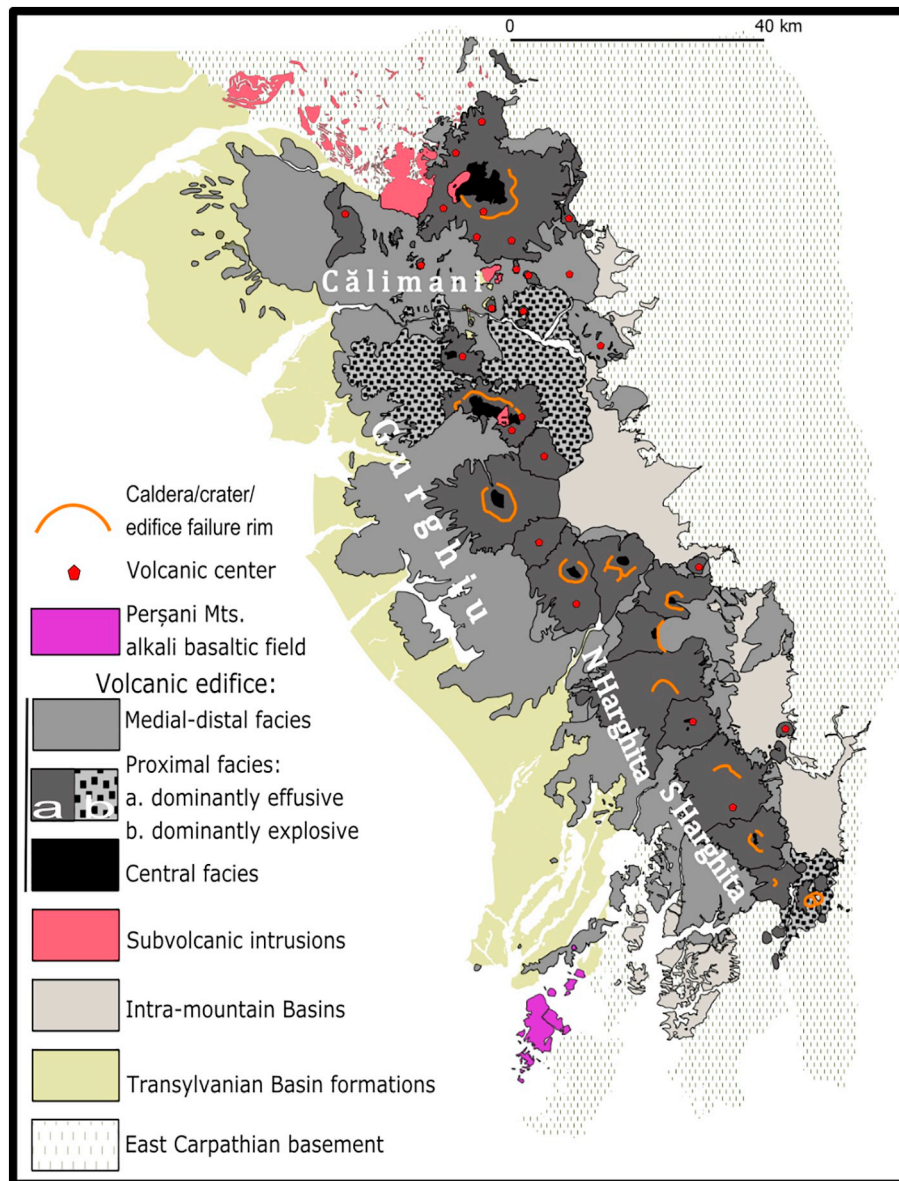 0 40 km
Călimani
Gurghiu
N Harghita
S Harghita
Caldera/crater/
edifice failure rim
Volcanic center
Perșani Mts.
alkali basaltic field
Volcanic edifice:
Medial-distal facies
Proximal facies:
a b
a. dominantly effusive
b. dominantly explosive
Central facies
Subvolcanic intrusions
Intra-mountain Basins
Transylvanian Basin formations
East Carpathian basement